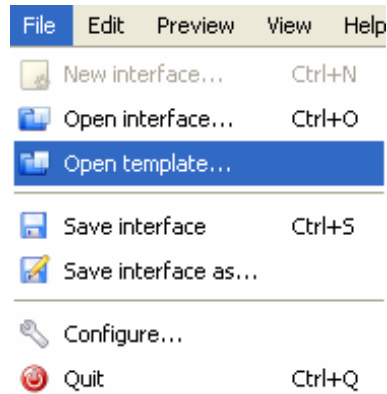 File Edit Preview View Help
New interface... Ctrl+N
Open interface... Ctrl+O
Open template...
Save interface Ctrl+S
Save interface as...
Configure...
Quit Ctrl+Q